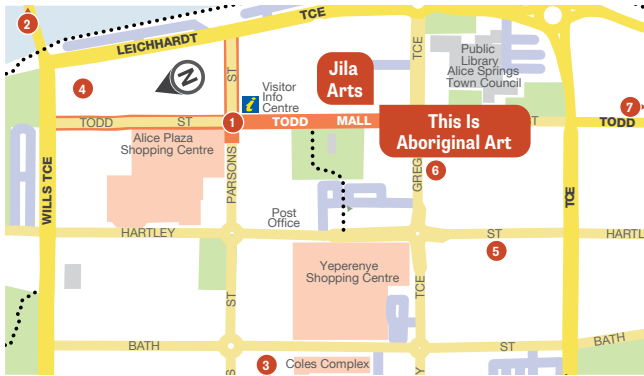 2
TCE
LEICHHARDT
TCE
ST
N
Jila
Arts
Public
Library
Alice Springs
Town Council
4
Visitor
Info
Centre
i
7
TODD
ST
1
TODD
MALL
This Is
Aboriginal Art
T
TODD
Alice Plaza
Shopping Centre
WILLS TCE
PARSONS
GREG
6
TCE
Post
Office
HARTLEY
ST
HARTL
5
Yeperenye
Shopping Centre
ST
TCE
BATH
ST
BATH
3
Coles Complex
S
Y